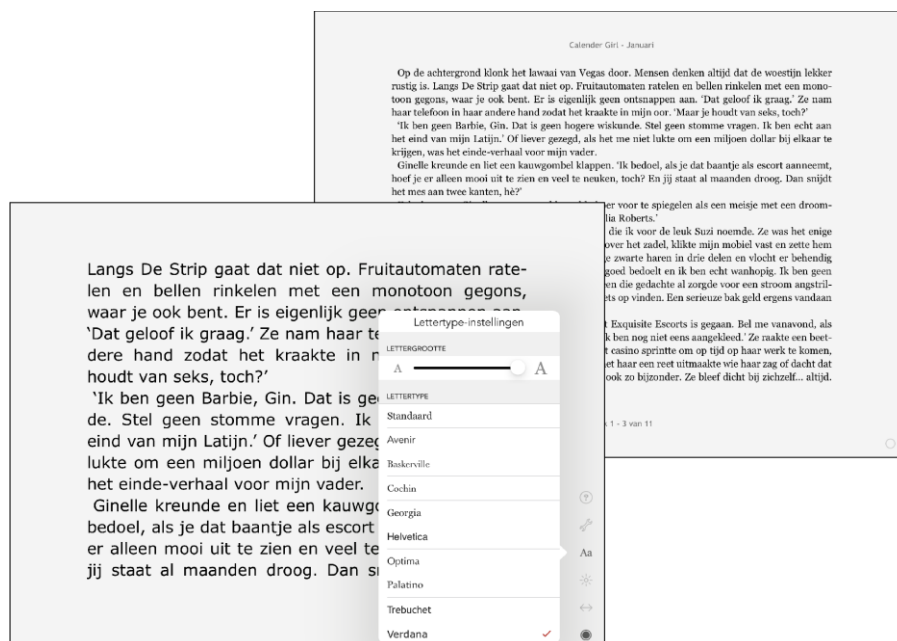 Calender Girl - Januari
Op de achtergrond klonk het lawaai van Vegas door. Mensen denken altijd dat de woestijn lekker
rustig is. Langs De Strip gaat dat niet op. Fruitautomaten ratelen en bellen rinkelen met een mono-
toon gegons, waar je ook bent. Er is eigenlijk geen ontsnappen aan. 'Dat geloof ik graag.' Ze nam
haar telefoon in haar andere hand zodat het kraakte in mijn oor. 'Maar je houdt van seks, toch?'
'Ik ben geen Barbie, Gin. Dat is geen hogere wiskunde. Stel geen stomme vragen. Ik ben echt aan
het eind van mijn Latijn.' Of liever gezegd, als het me niet lukte om een miljoen dollar bij elkaar te
krijgen, was het einde-verhaal voor mijn vader.
Ginelle kreunde en liet een kauwgombel klappen. 'Ik bedoel, als je dat baantje als escort aanneemt,
hoef je er alleen mooi uit te zien en veel te neuken, toch? En jij staat al maanden droog. Dan snijdt
het mes aan twee kanten, hè?'
voor te spiegelen als een meisje met een droom-
Roberts.'
die ik voor de leuk Suzi noemde. Ze was het enige
over het zadel, klikte mijn mobiel vast en zette hem
zwarte haren in drie delen en vlocht er behendig
goed bedoelt en ik ben echt wanhopig. Ik ben geen
en die gedachte al zorgde voor een stroom angstril-
op vinden. Een serieuze bak geld ergens vandaan
Exquisite Escorts is gegaan. Bel me vanavond, als
ben nog niet eens aangekleed.' Ze raakte een beet-
casino sprintte om op tijd op haar werk te komen,
haar een reet uitmaakte wie haar zag of dacht dat
ook zo bijzonder. Ze bleef dicht bij zichzelf... altijd.
1 - 3 van 11
Langs De Strip gaat dat niet op. Fruitautomaten rate-
len en bellen rinkelen met een monotoon gegons,
waar je ook bent. Er is eigenlijk geen ontsnappen aan.
'Dat geloof ik graag.' Ze nam haar
dere hand zodat het kraakte in
houdt van seks, toch?'
'Ik ben geen Barbie, Gin. Dat is
de. Stel geen stomme vragen. Ik
eind van mijn Latijn.' Of liever
lukte om een miljoen dollar bij
het einde-verhaal voor mijn vader.
Ginelle kreunde en liet een
bedoel, als je dat baantje als escort
er alleen mooi uit te zien en veel
jij staat al maanden droog. Dan
Lettertype-instellingen
LETTERGROOTTE
A A
LETTERTYPE
Standaard
Avenir
Baskerville
Cochin
Georgia
Helvetica
Optima
Palatino
Trebuchet
Verdana
Aa